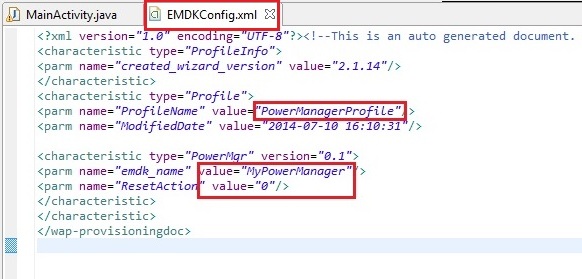 MainActivity.java EMDKConfig.xml
<?xml version="1.0" encoding="UTF-8"?><!--This is an auto generated document.
<characteristic type="ProfileInfo">
<parm name="created_wizard_version" value="2.1.14"/>
</characteristic>
<characteristic type="Profile">
<parm name="ProfileName" value="PowerManagerProfile"/>
<parm name="ModifiedDate" value="2014-07-10 16:10:31"/>
<characteristic type="PowerMgr" version="0.1">
<parm name="emdk_name" value="MyPowerManager"/>
<parm name="ResetAction" value="0"/>
</characteristic>
</characteristic>
</wap-provisioningdoc>